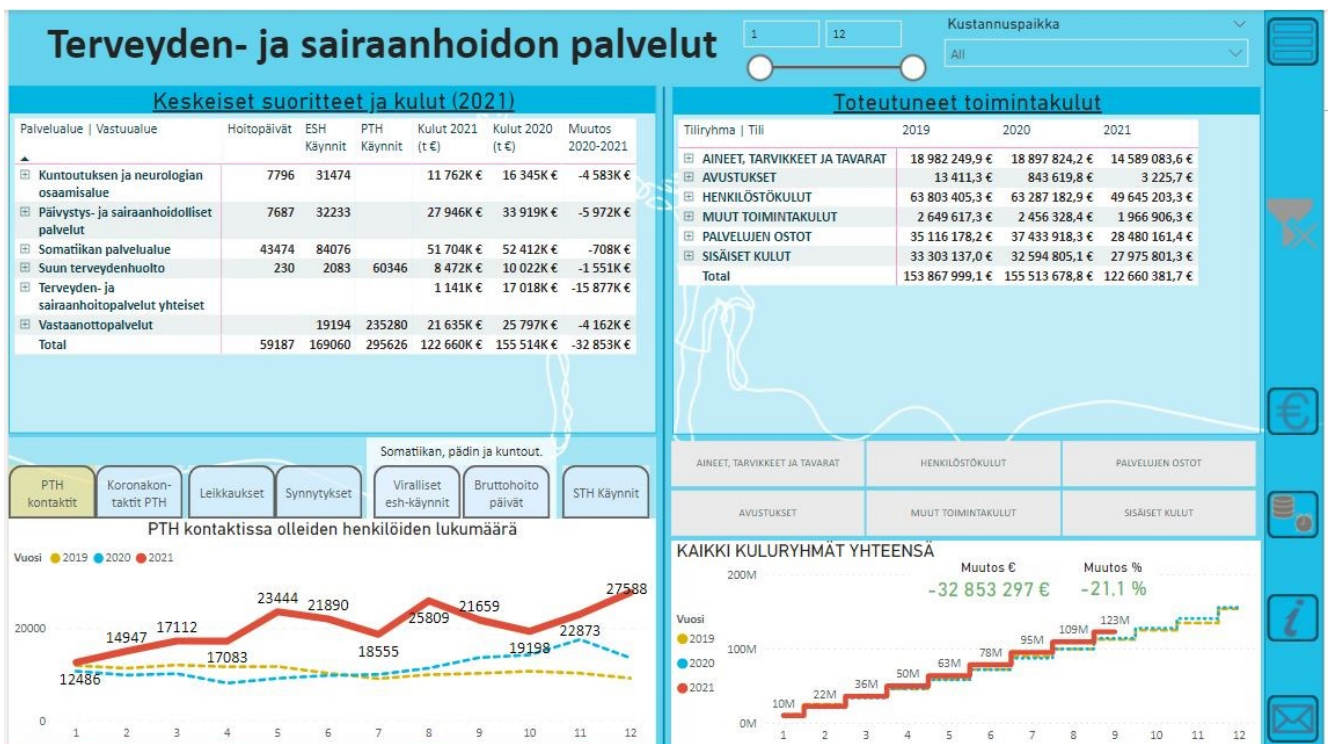 Terveyden- ja sairaanhoidon palvelut
1 12
Kustannuspaikka
All
Keskeiset suoritteet ja kulut (2021)
Palvelualue | Vastuualue Hoitopäivät ESH Käynnit PTH Käynnit Kulut 2021 (t €) Kulut 2020 (t €) Muutos 2020-2021
Kuntoutuksen ja neurologian osaamisalue 7796 31474 11 762K € 16 345K € -4 583K €
Päivystys- ja sairaanhoidolliset palvelut 7687 32233 27 946K € 33 919K € -5 972K €
Somatiikan palvelualue 43474 84076 51 704K € 52 412K € -708K €
Suun terveydenhuolto 230 2083 60346 8 472K € 10 022K € -1 551K €
Terveyden- ja sairaanhoitopalvelut yhteiset 1 141K € 17 018K € -15 877K €
Vastaanottopalvelut 19194 235280 21 635K € 25 797K € -4 162K €
Total 59187 169060 295626 122 660K € 155 514K € -32 853K €
Toteutuneet toimintakulut
Tiliryhma | Tili 2019 2020 2021
AINEET, TARVIKKEET JA TAVARAT 18 982 249,9 € 18 897 824,2 € 14 589 083,6 €
AVUSTUKSET 13 411,3 € 843 619,8 € 3 225,7 €
HENKILÖSTÖKULUT 63 803 405,3 € 63 287 182,9 € 49 645 203,3 €
MUUT TOIMINTAKULUT 2 649 617,3 € 2 456 328,4 € 1 966 906,3 €
PALVELUJEN OSTOT 35 116 178,2 € 37 433 918,3 € 28 480 161,4 €
SISÄISET KULUT 33 303 137,0 € 32 594 805,1 € 27 975 801,3 €
Total 153 867 999,1 € 155 513 678,8 € 122 660 381,7 €
Somatiikan, pädin ja kuntout.
PTH kontaktit
Koronakon-taktit PTH
Leikkaukset
Synnytykset
Viralliset esh-käynnit
Bruttohoito päivät
STH Käynnit
PTH kontaktissa olleiden henkilöiden lukumäärä
Vuosi 2019 2020 2021
20000
0
12486 14947 17112 17083 23444 21890 18555 25809 21659 19198 22873 27588
1 2 3 4 5 6 7 8 9 10 11 12
AINEET, TARVIKKEET JA TAVARAT HENKILÖSTÖKULUT PALVELUJEN OSTOT
AVUSTUKSET MUUT TOIMINTAKULUT SISÄISET KULUT
KAIKKI KULURYHMÄT YHTEENSÄ
Muutos € Muutos %
-32 853 297 € -21.1 %
Vuosi
2019
2020
2021
200M
100M
0M
10M 22M 36M 50M 63M 78M 95M 109M 123M
1 2 3 4 5 6 7 8 9 10 11 12
€
i